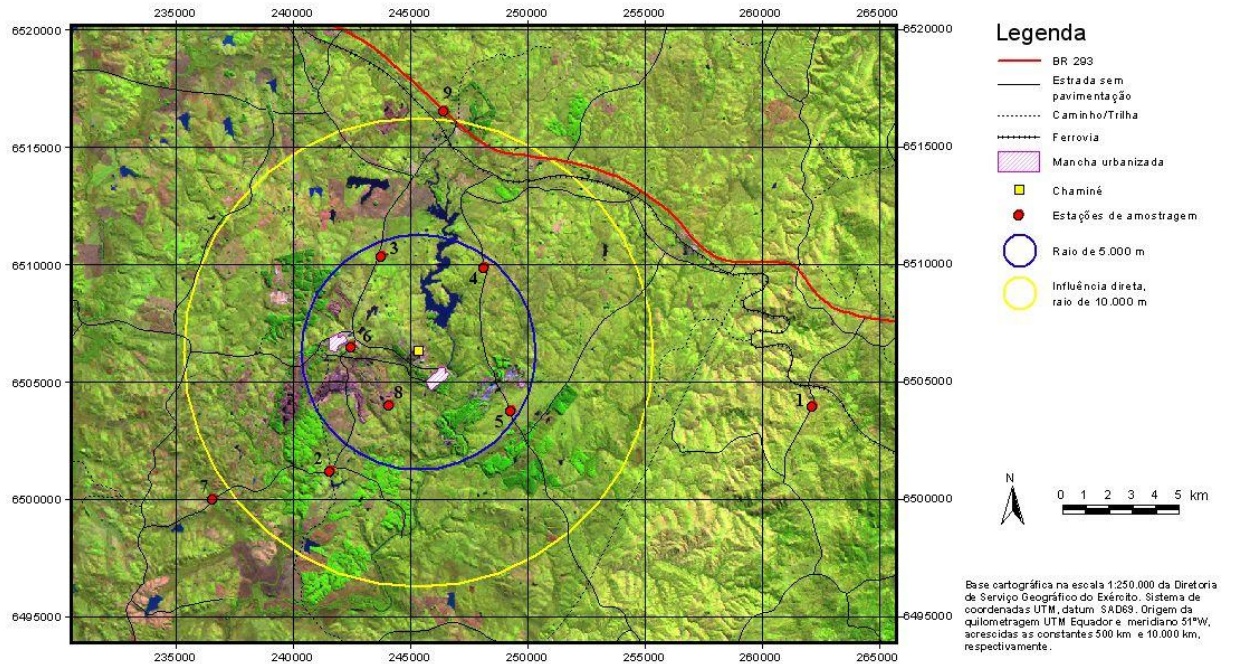 235000 240000 245000 250000 255000 260000 265000
6520000 6520000
9
6515000 6515000
3
6510000 6510000
4
6
6505000 6505000
8
1
5
2
7
6500000 6500000
6495000 6495000
235000 240000 245000 250000 255000 260000 265000
Legenda
BR 293
Estrada sem
pavimentação
Caminho/Trilha
Ferrovia
Mancha urbanizada
Chaminé
Estações de amostragem
Raio de 5.000 m
Influência direta,
raio de 10.000 m
N
0 1 2 3 4 5 km
Base cartográfica na escala 1:250.000 da Diretoria
de Serviço Geográfico do Exército. Sistema de
coordenadas UTM, datum SAD69. Origem da
quilometragem UTM Equador e meridiano 51°W,
acrescidas as constantes 500 km e 10.000 km,
respectivamente.